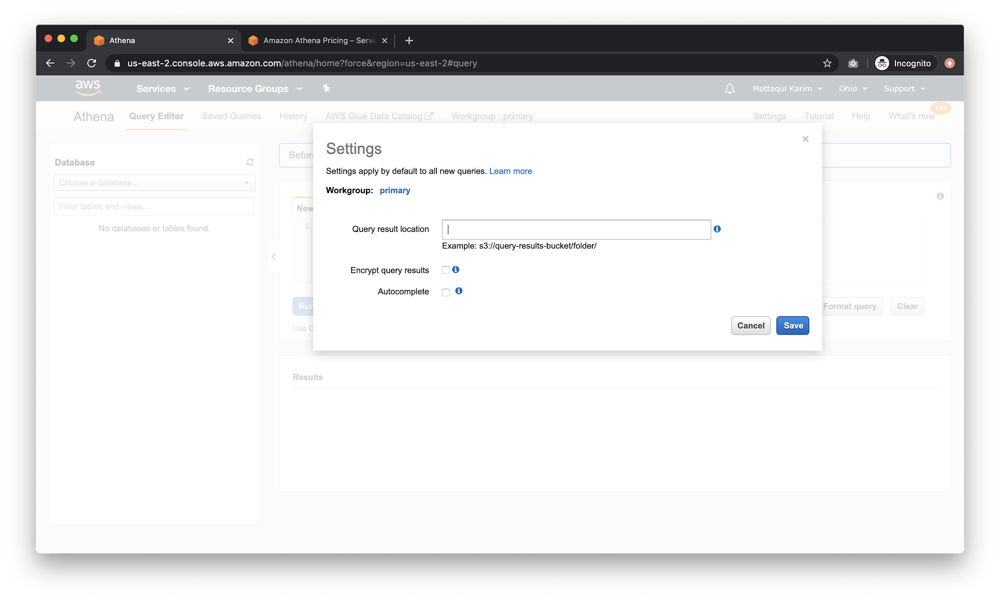 Athena
Amazon Athena Pricing – Serve
us-east-2.console.aws.amazon.com/athena/home?force&region=us-east-2#query
Incognito
aws
Services
Resource Groups
Mottaqui Karim
Ohio
Support
Athena
Query Editor
Saved Queries
History
AWS Glue Data Catalog
Workgroup : primary
Settings
Tutorial
Help
What's new
10+
Database
Choose a database...
Filter tables and views...
No databases or tables found.
Befor
New
1
Run
Use C
Format query
Clear
Settings
Settings apply by default to all new queries. Learn more
Workgroup: primary
Query result location
Example: s3://query-results-bucket/folder/
Encrypt query results
Autocomplete
Cancel
Save
Results